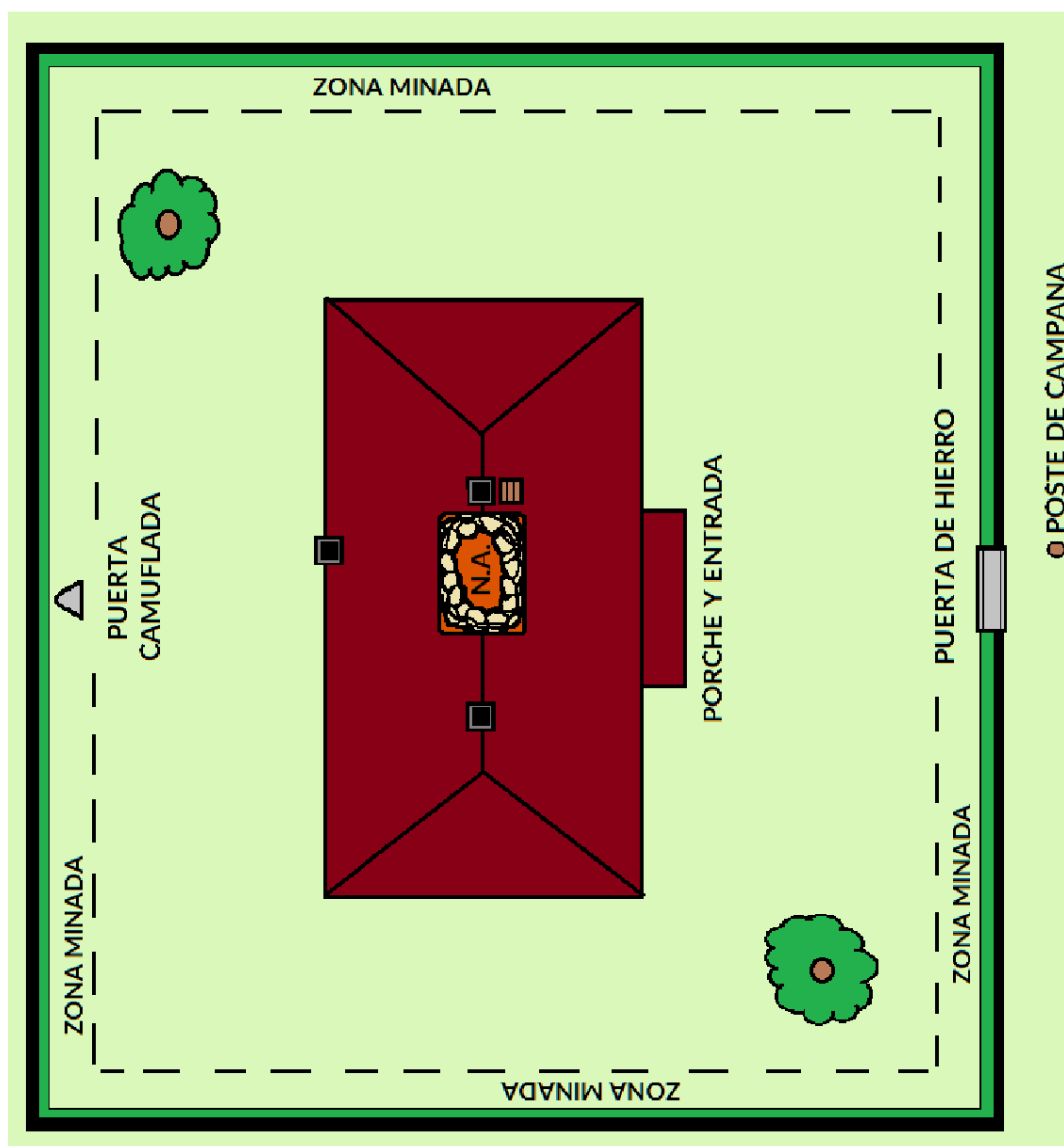 ZONA MINADA
PUERTA
CAMUFLADA
ZONA MINADA
N.A.
PORCHE Y ENTRADA
PUERTA DE HIERRO
ZONA MINADA
POSTE DE CAMPANA
ZONA MINADA